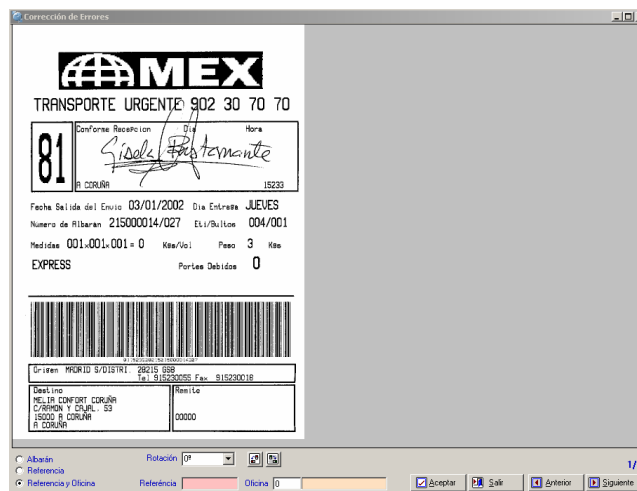 Corrección de Errores
MEX
TRANSPORTE URGENTE 902 30 70 70
81
Conforme Recepcion Dia Hora
Gisela Bustamante
A CORUÑA 15233
Fecha Salida del Envio 03/01/2002 Dia Entrega JUEVES
Numero de Albaran 215000014/027 Eti/Bultos 004/001
Medidas 001x001x001= 0 Kgs/Vol Peso 3 Kgs
EXPRESS Portes Debidos 0
Origen MADRID S/DISTRI. 28215 GSB
Tel 915230055 Fax 915230016
Destino Remite
MELIA CONFORT CORUÑA
C/RAMON Y CAJAL, 53
15000 A CORUÑA 00000
A CORUÑA
Albarán Rotación 0º
Referencia
Referencia y Oficina Referéncia Oficina 0 Aceptar Salir Anterior Siguiente
1/